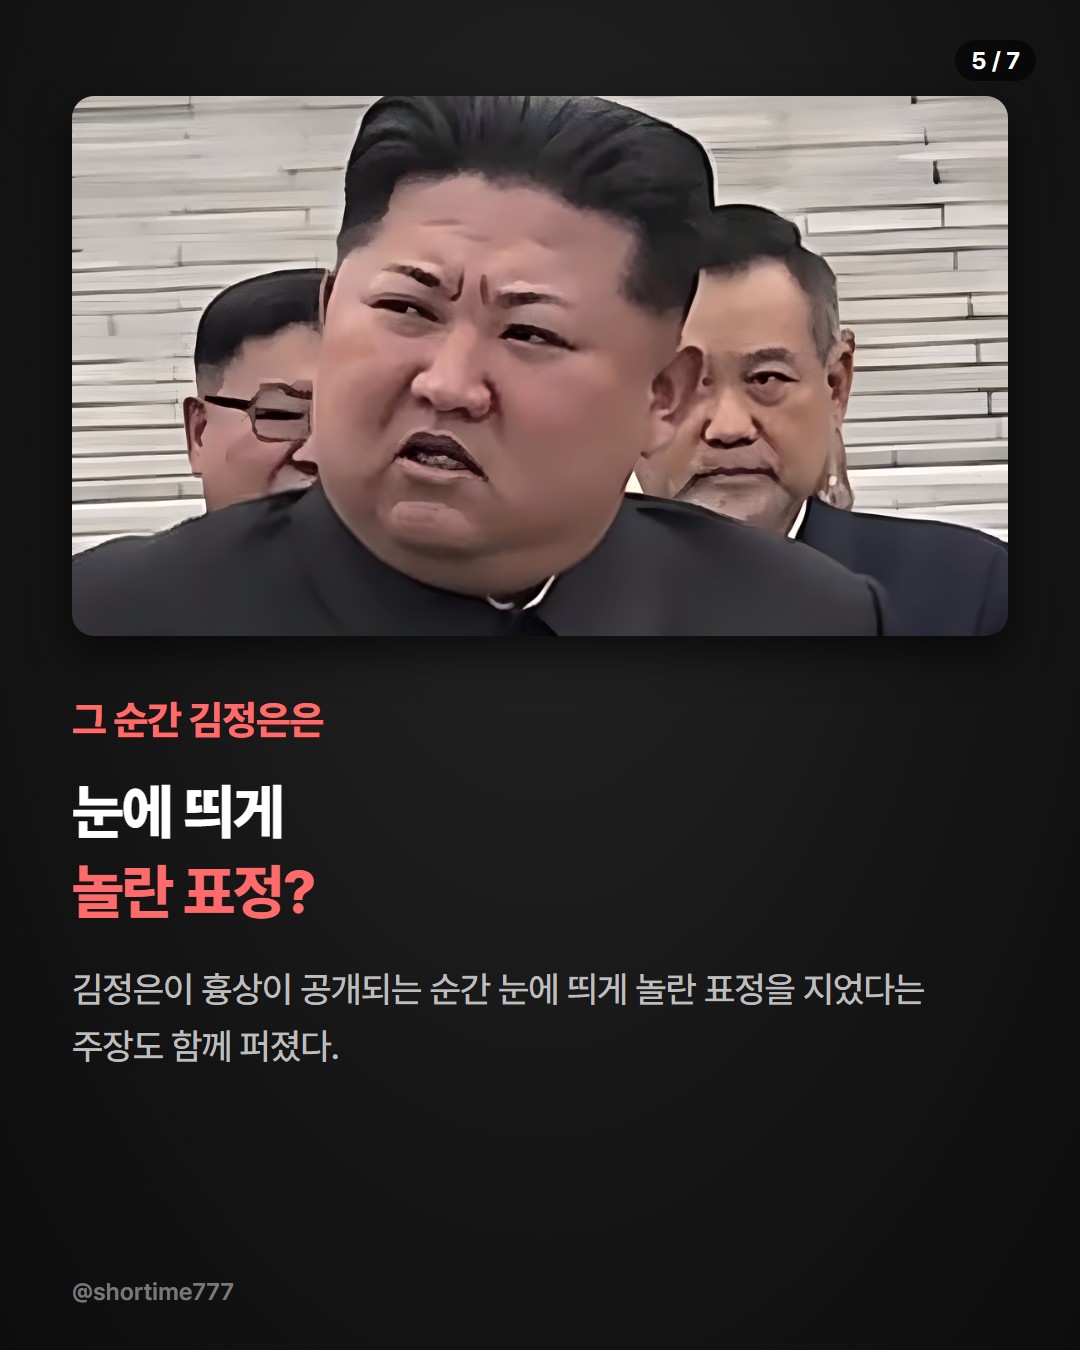 5 / 7
그 순간 김정은은
눈에 띄게
놀란 표정?
김정은이 흉상이 공개되는 순간 눈에 띄게 놀란 표정을 지었다는
주장도 함께 퍼졌다.
@shortime777